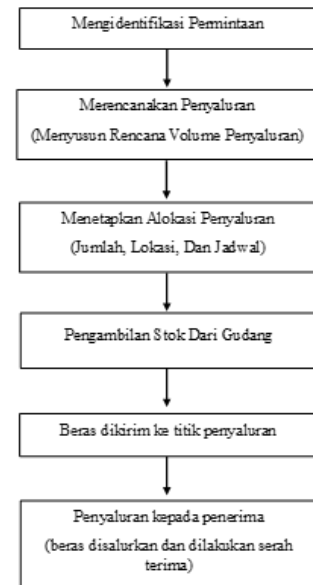 Mengidentifikasi Permintaan
Merencanakan Penyaluran
(Menyusun Rencana Volume Penyaluran)
Menetapkan Alokasi Penyaluran
(Jumlah, Lokasi, Dan Jadwal)
Pengambilan Stok Dari Gudang
Beras dikirim ke titik penyaluran
Penyaluran kepada penerima
(beras disalurkan dan dilakukan serah
terima)